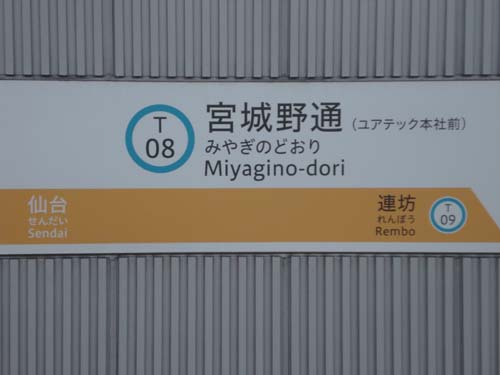 T
08
宮城野通
(ユアテック本社前)
みやぎのどおり
Miyagino-dori
仙台
せんだい
Sendai
連坊
れんぼう
Rembo
T
09